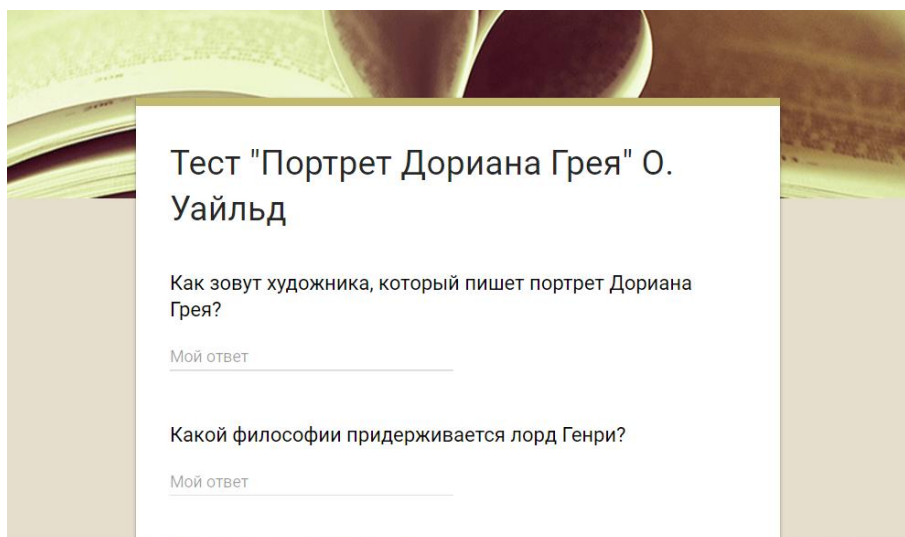 Тест "Портрет Дориана Грея" О.
Уайльд
Как зовут художника, который пишет портрет Дориана
Грея?
Мой ответ
Какой философии придерживается лорд Генри?
Мой ответ